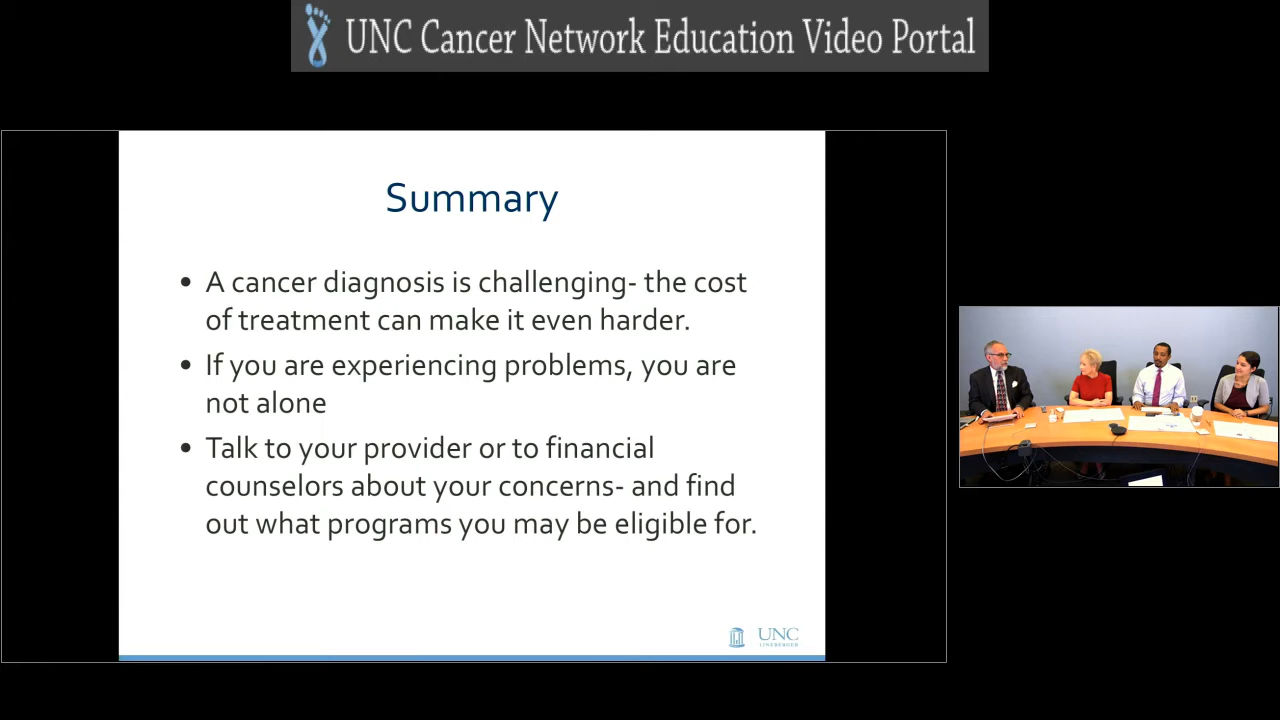 UNC Cancer Network Education Video Portal
Summary
• A cancer diagnosis is challenging- the cost
of treatment can make it even harder.
• If you are experiencing problems, you are
not alone
• Talk to your provider or to financial
counselors about your concerns- and find
out what programs you may be eligible for.
UNC
LINEBERGER